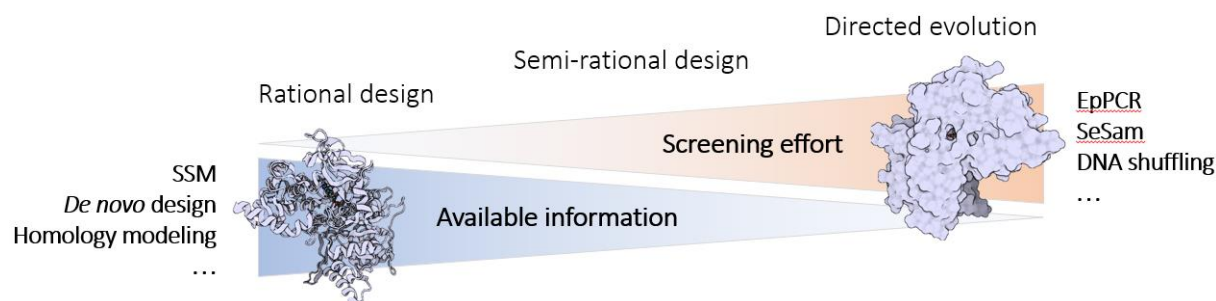 Directed evolution
Semi-rational design
Rational design
Screening effort
Available information
SSM
De novo design
Homology modeling
...
EpPCR
SeSam
DNA shuffling
...